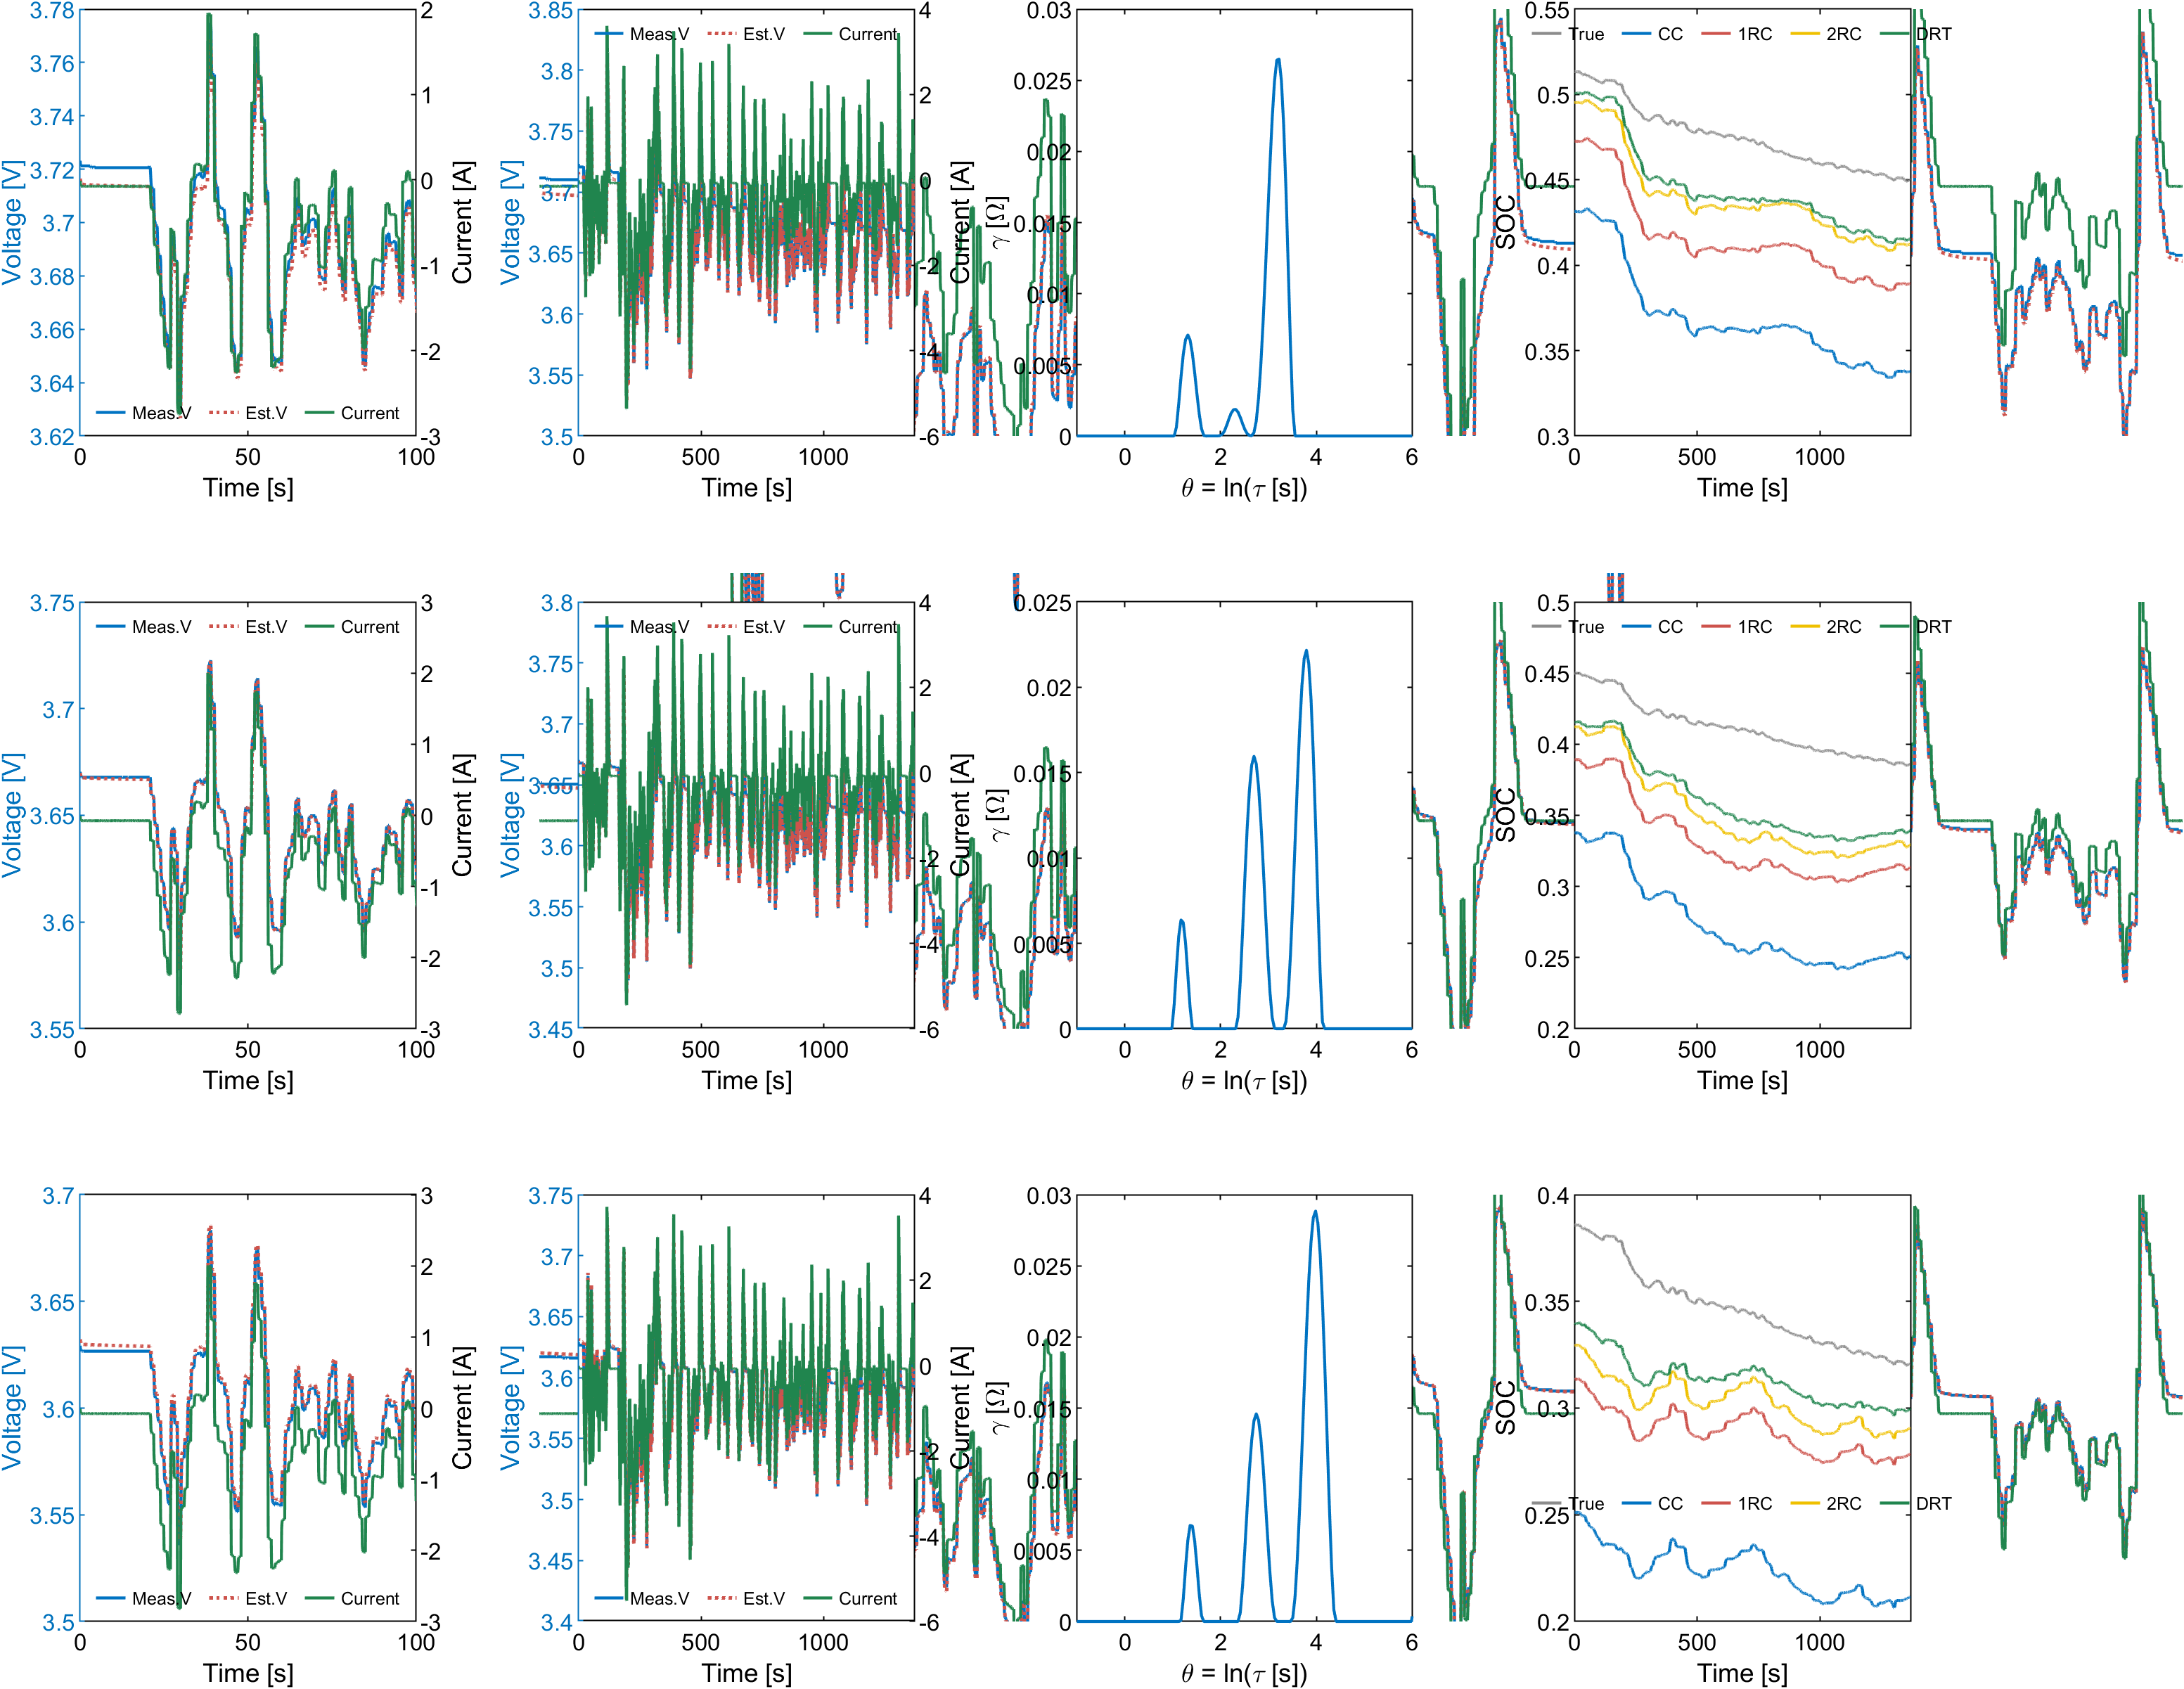 3.78
3.76
3.74
3.72
3.7
3.68
3.66
3.64
3.62
Voltage [V]
2
1
0
-1
-2
-3
Current [A]
Meas.V Est.V Current
0 50 100
Time [s]
3.85
3.8
3.75
3.7
3.65
3.6
3.55
3.5
Voltage [V]
4
2
0
-2
-4
-6
Current [A]
Meas.V Est.V Current
0 500 1000
Time [s]
0.03
0.025
0.02
0.015
0.01
0.005
0
γ [Ω]
0 2 4 6
θ = ln(τ [s])
0.55
0.5
0.45
0.4
0.35
0.3
SOC
True CC 1RC 2RC DRT
0 500 1000
Time [s]
3.75
3.7
3.65
3.6
3.55
Voltage [V]
3
2
1
0
-1
-2
-3
Current [A]
Meas.V Est.V Current
0 50 100
Time [s]
3.8
3.75
3.7
3.65
3.6
3.55
3.5
3.45
Voltage [V]
4
2
0
-2
-4
-6
Current [A]
Meas.V Est.V Current
0 500 1000
Time [s]
0.025
0.02
0.015
0.01
0.005
0
γ [Ω]
0 2 4 6
θ = ln(τ [s])
0.5
0.45
0.4
0.35
0.3
0.25
0.2
SOC
True CC 1RC 2RC DRT
0 500 1000
Time [s]
3.7
3.65
3.6
3.55
3.5
Voltage [V]
3
2
1
0
-1
-2
-3
Current [A]
Meas.V Est.V Current
0 50 100
Time [s]
3.75
3.7
3.65
3.6
3.55
3.5
3.45
3.4
Voltage [V]
4
2
0
-2
-4
-6
Current [A]
Meas.V Est.V Current
0 500 1000
Time [s]
0.03
0.025
0.02
0.015
0.01
0.005
0
γ [Ω]
0 2 4 6
θ = ln(τ [s])
0.4
0.35
0.3
0.25
0.2
SOC
True CC 1RC 2RC DRT
0 500 1000
Time [s]